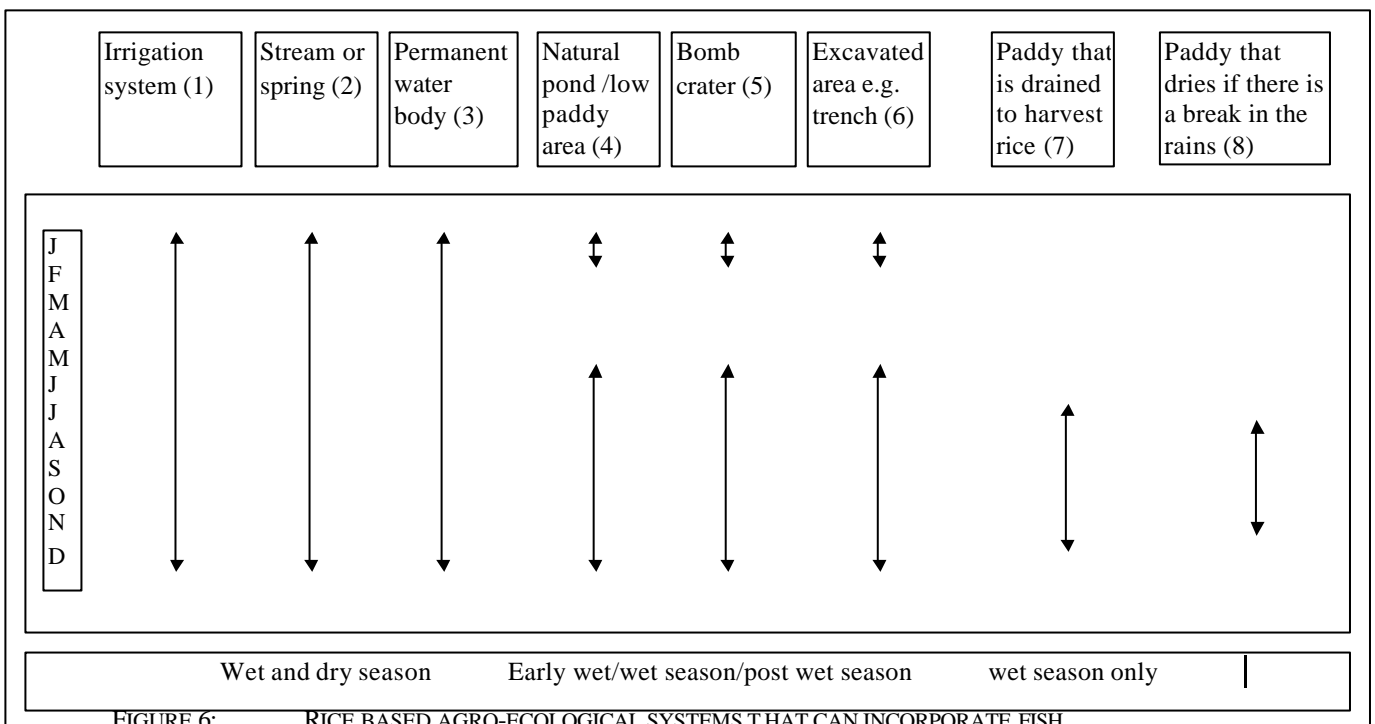 Irrigation
system (1)
Stream or
spring (2)
Permanent
water
body (3)
Natural
pond /low
paddy
area (4)
Bomb
crater (5)
Excavated
area e.g.
trench (6)
Paddy that
is drained
to harvest
rice (7)
Paddy that
dries if there is
a break in the
rains (8)
J
F
M
A
M
J
J
A
S
O
N
D
Wet and dry season Early wet/wet season/post wet season wet season only
FIGURE 6: RICE BASED AGRO-ECOLOGICAL SYSTEMS T HAT CAN INCORPORATE FISH